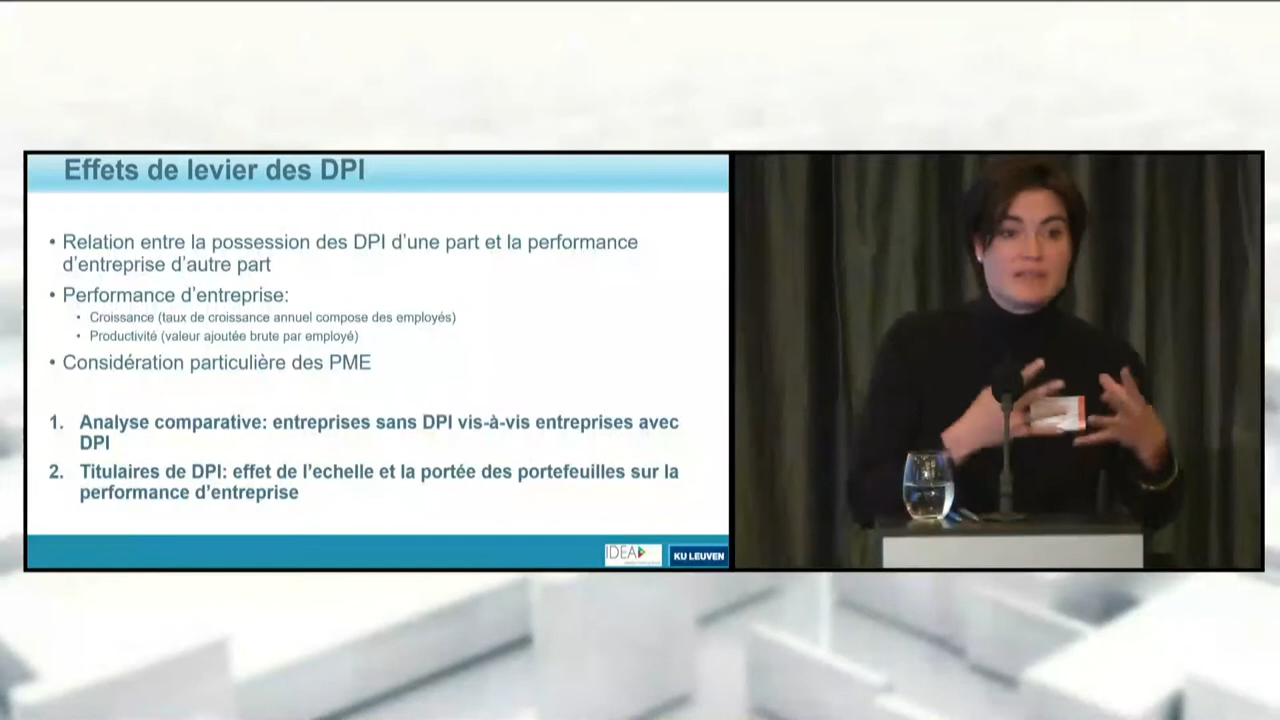 Effets de levier des DPI
• Relation entre la possession des DPI d'une part et la performance
d'entreprise d'autre part
• Performance d'entreprise:
• Croissance (taux de croissance annuel compose des employés)
• Productivité (valeur ajoutée brute par employé)
• Considération particulière des PME
1. Analyse comparative: entreprises sans DPI vis-à-vis entreprises avec
DPI
2. Titulaires de DPI: effet de l'echelle et la portée des portefeuilles sur la
performance d'entreprise
IDEA
KU LEUVEN